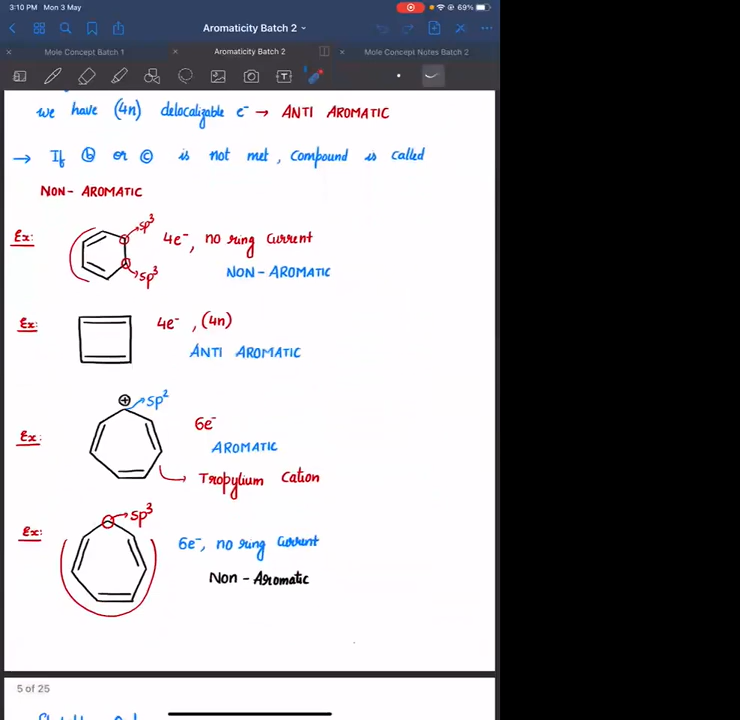 3:10 PM Mon 3 May
69%
Aromaticity Batch 2
Mole Concept Batch 1
Aromaticity Batch 2
Mole Concept Notes Batch 2
we have (4n) delocalizable e⁻ → ANTI AROMATIC
→ If ⓑ or ⓒ is not met, compound is called
NON-AROMATIC
Ex:
sp³
sp³
4e⁻, no ring current
NON-AROMATIC
Ex:
4e⁻, (4n)
ANTI AROMATIC
Ex:
⊕ sp²
6e⁻
AROMATIC
Tropylium Cation
Ex:
sp³
6e⁻, no ring current
Non-Aromatic
5 of 25